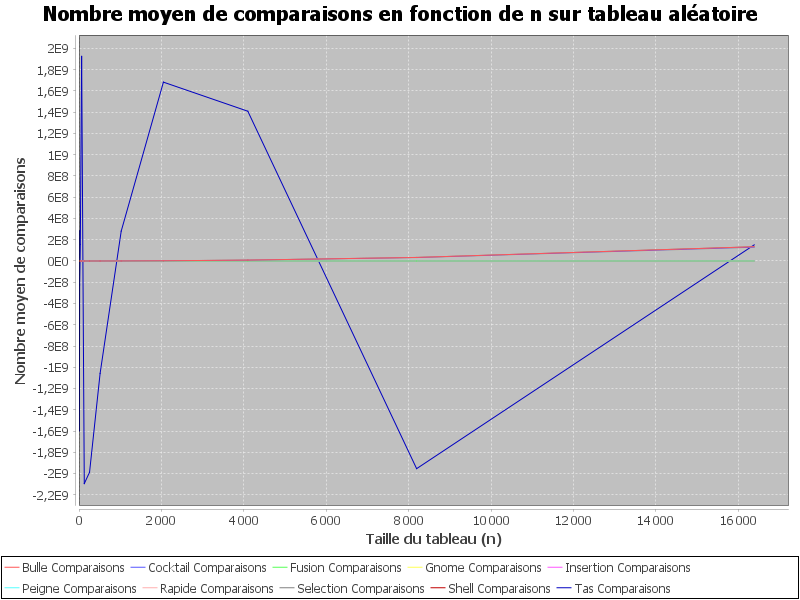 Nombre moyen de comparaisons en fonction de n sur tableau aléatoire
Nombre moyen de comparaisons
2E9
1,8E9
1,6E9
1,4E9
1,2E9
1E9
8E8
6E8
4E8
2E8
0E0
-2E8
-4E8
-6E8
-8E8
-1E9
-1,2E9
-1,4E9
-1,6E9
-1,8E9
-2E9
-2,2E9
0 2 000 4 000 6 000 8 000 10 000 12 000 14 000 16 000
Taille du tableau (n)
Bulle Comparaisons Cocktail Comparaisons Fusion Comparaisons Gnome Comparaisons Insertion Comparaisons
Peigne Comparaisons Rapide Comparaisons Selection Comparaisons Shell Comparaisons Tas Comparaisons